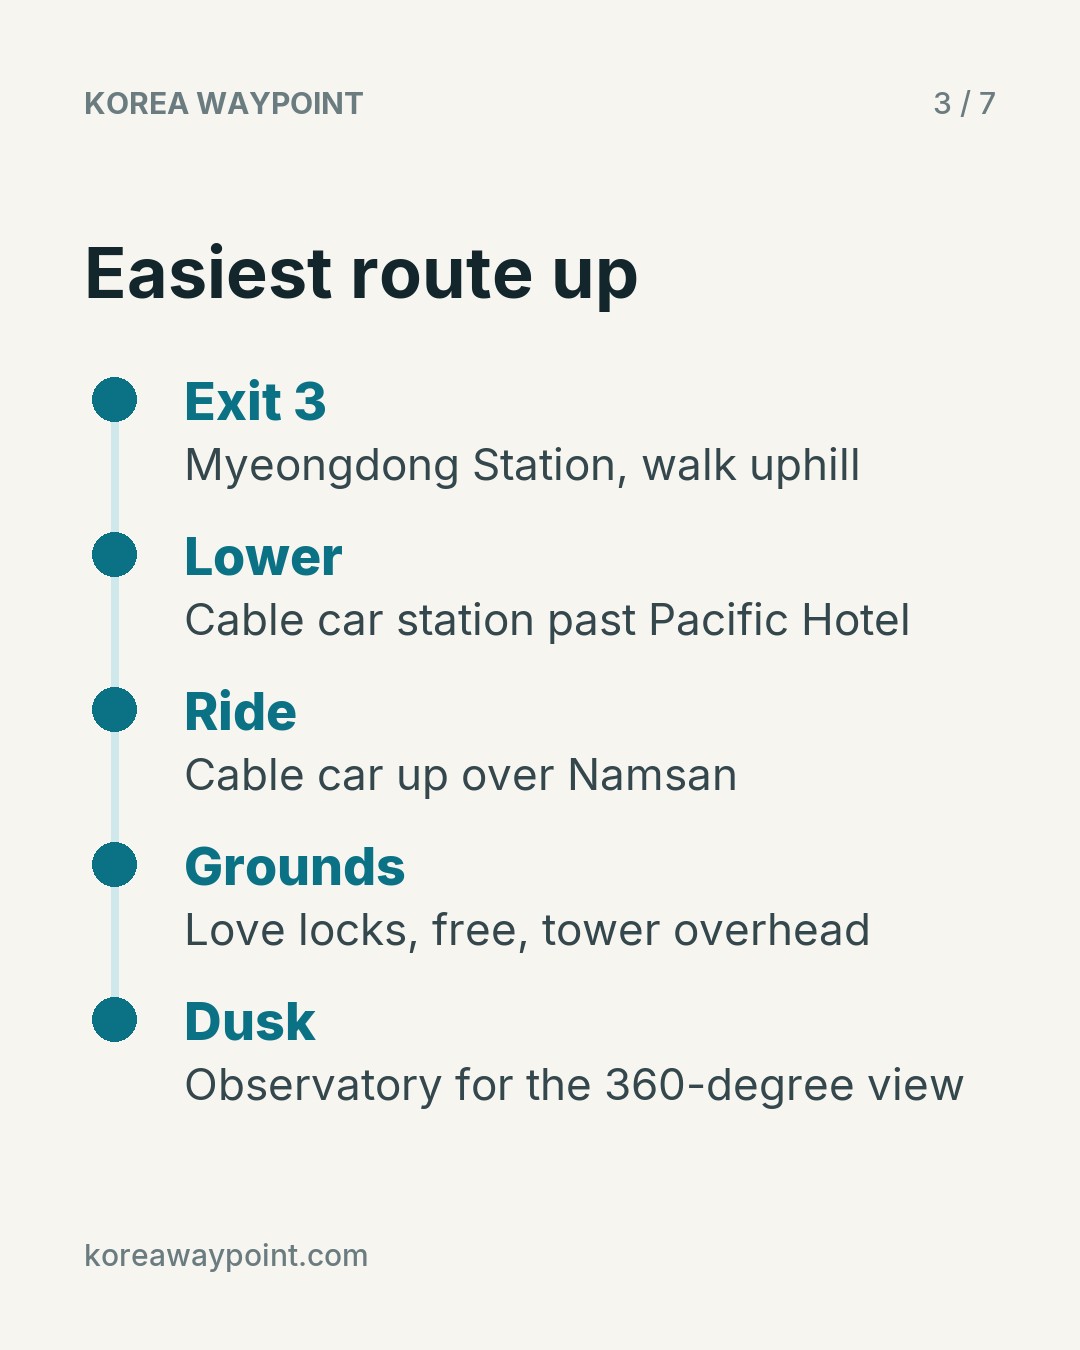 KOREA WAYPOINT
3 / 7
Easiest route up
Exit 3
Myeongdong Station, walk uphill
Lower
Cable car station past Pacific Hotel
Ride
Cable car up over Namsan
Grounds
Love locks, free, tower overhead
Dusk
Observatory for the 360-degree view
koreawaypoint.com